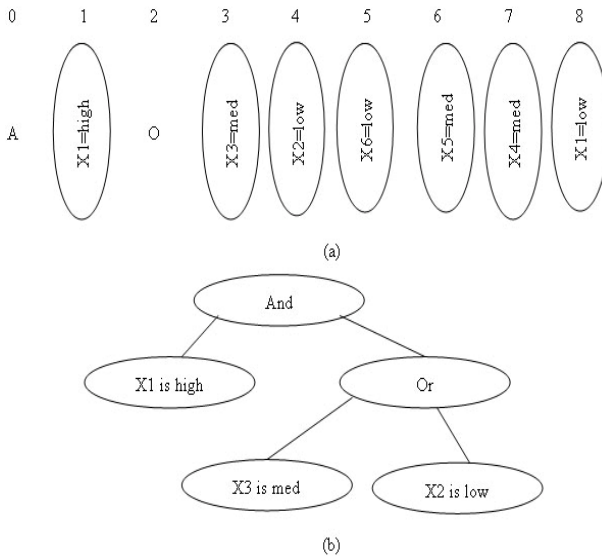 0 1 2 3 4 5 6 7 8
A X1=high O X3=med X2=low X6=low X5=med X4=med X1=low
(a)
And
X1 is high Or
X3 is med X2 is low
(b)